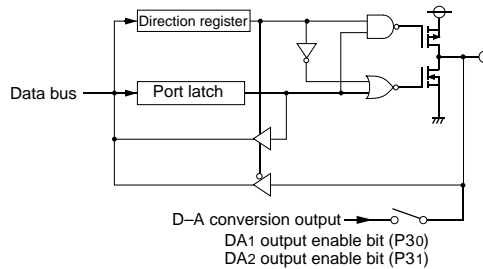 Direction register
Data bus
Port latch
D–A conversion output
DA1 output enable bit (P30)
DA2 output enable bit (P31)